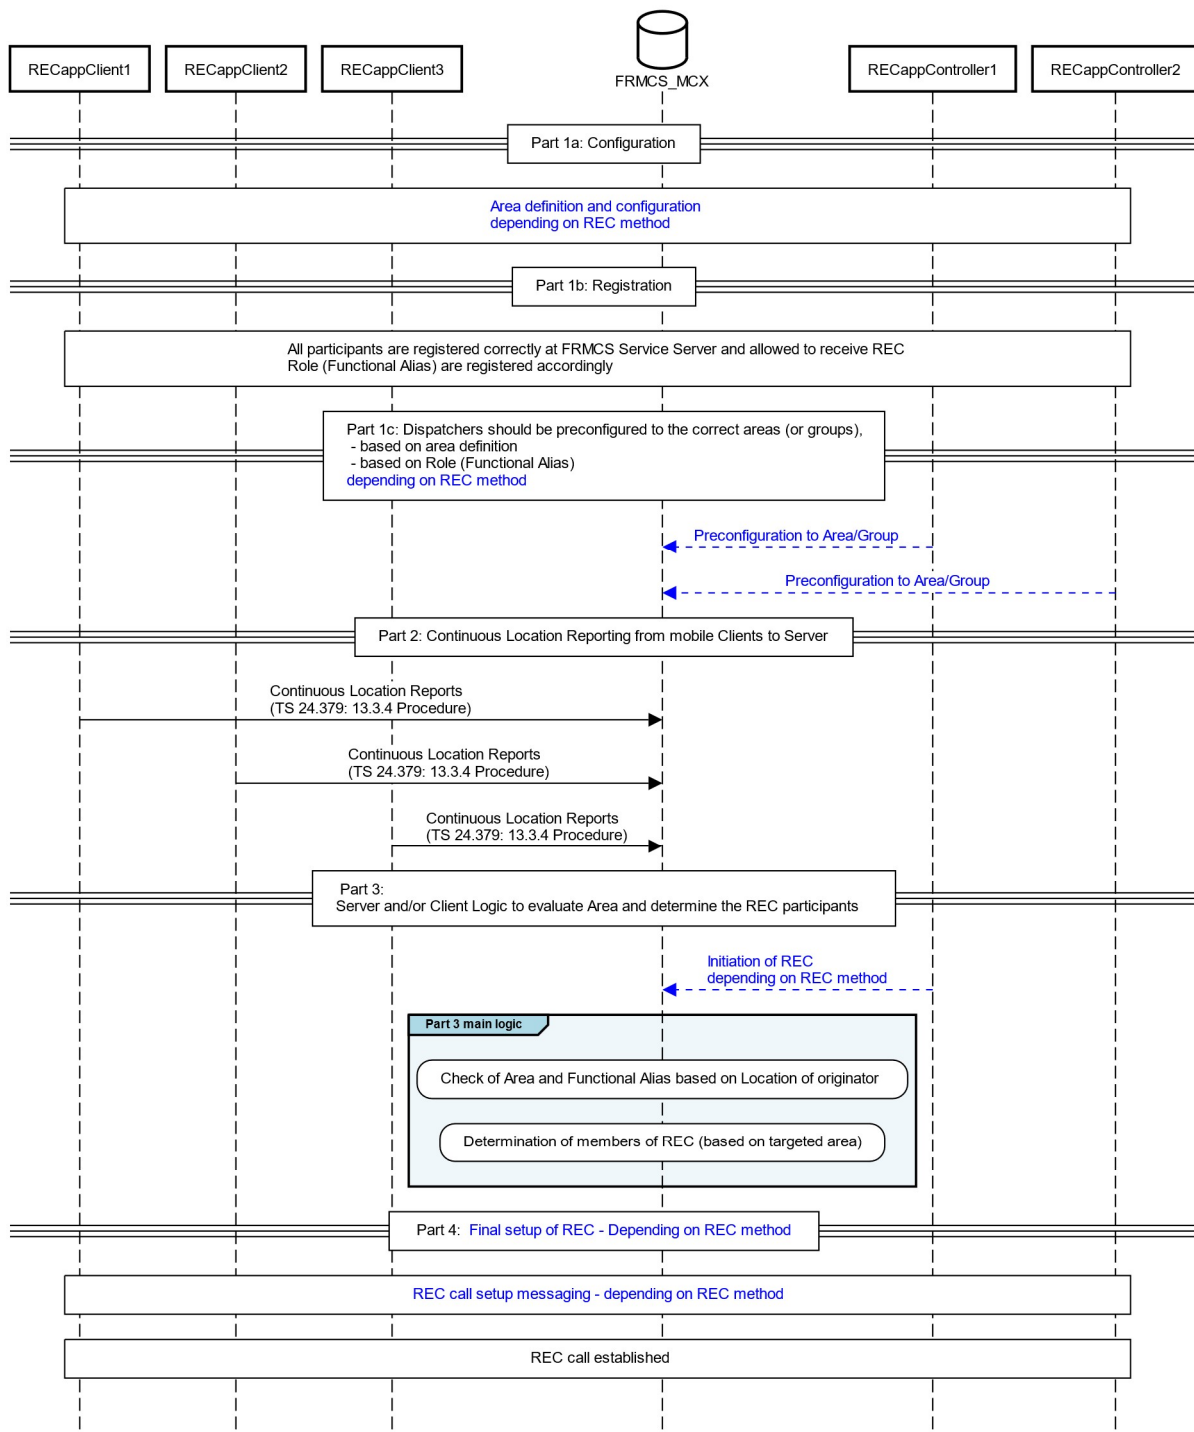 RECappClient1
RECappClient2
RECappClient3
FRMCS_MCX
RECappController1
RECappController2
Part 1a: Configuration
Area definition and configuration
depending on REC method
Part 1b: Registration
All participants are registered correctly at FRMCS Service Server and allowed to receive REC
Role (Functional Alias) are registered accordingly
Part 1c: Dispatchers should be preconfigured to the correct areas (or groups),
- based on area definition
- based on Role (Functional Alias)
depending on REC method
Preconfiguration to Area/Group
Preconfiguration to Area/Group
Part 2: Continuous Location Reporting from mobile Clients to Server
Continuous Location Reports
(TS 24.379: 13.3.4 Procedure)
Continuous Location Reports
(TS 24.379: 13.3.4 Procedure)
Continuous Location Reports
(TS 24.379: 13.3.4 Procedure)
Part 3:
Server and/or Client Logic to evaluate Area and determine the REC participants
Initiation of REC
depending on REC method
Part 3 main logic
Check of Area and Functional Alias based on Location of originator
Determination of members of REC (based on targeted area)
Part 4: Final setup of REC - Depending on REC method
REC call setup messaging - depending on REC method
REC call established